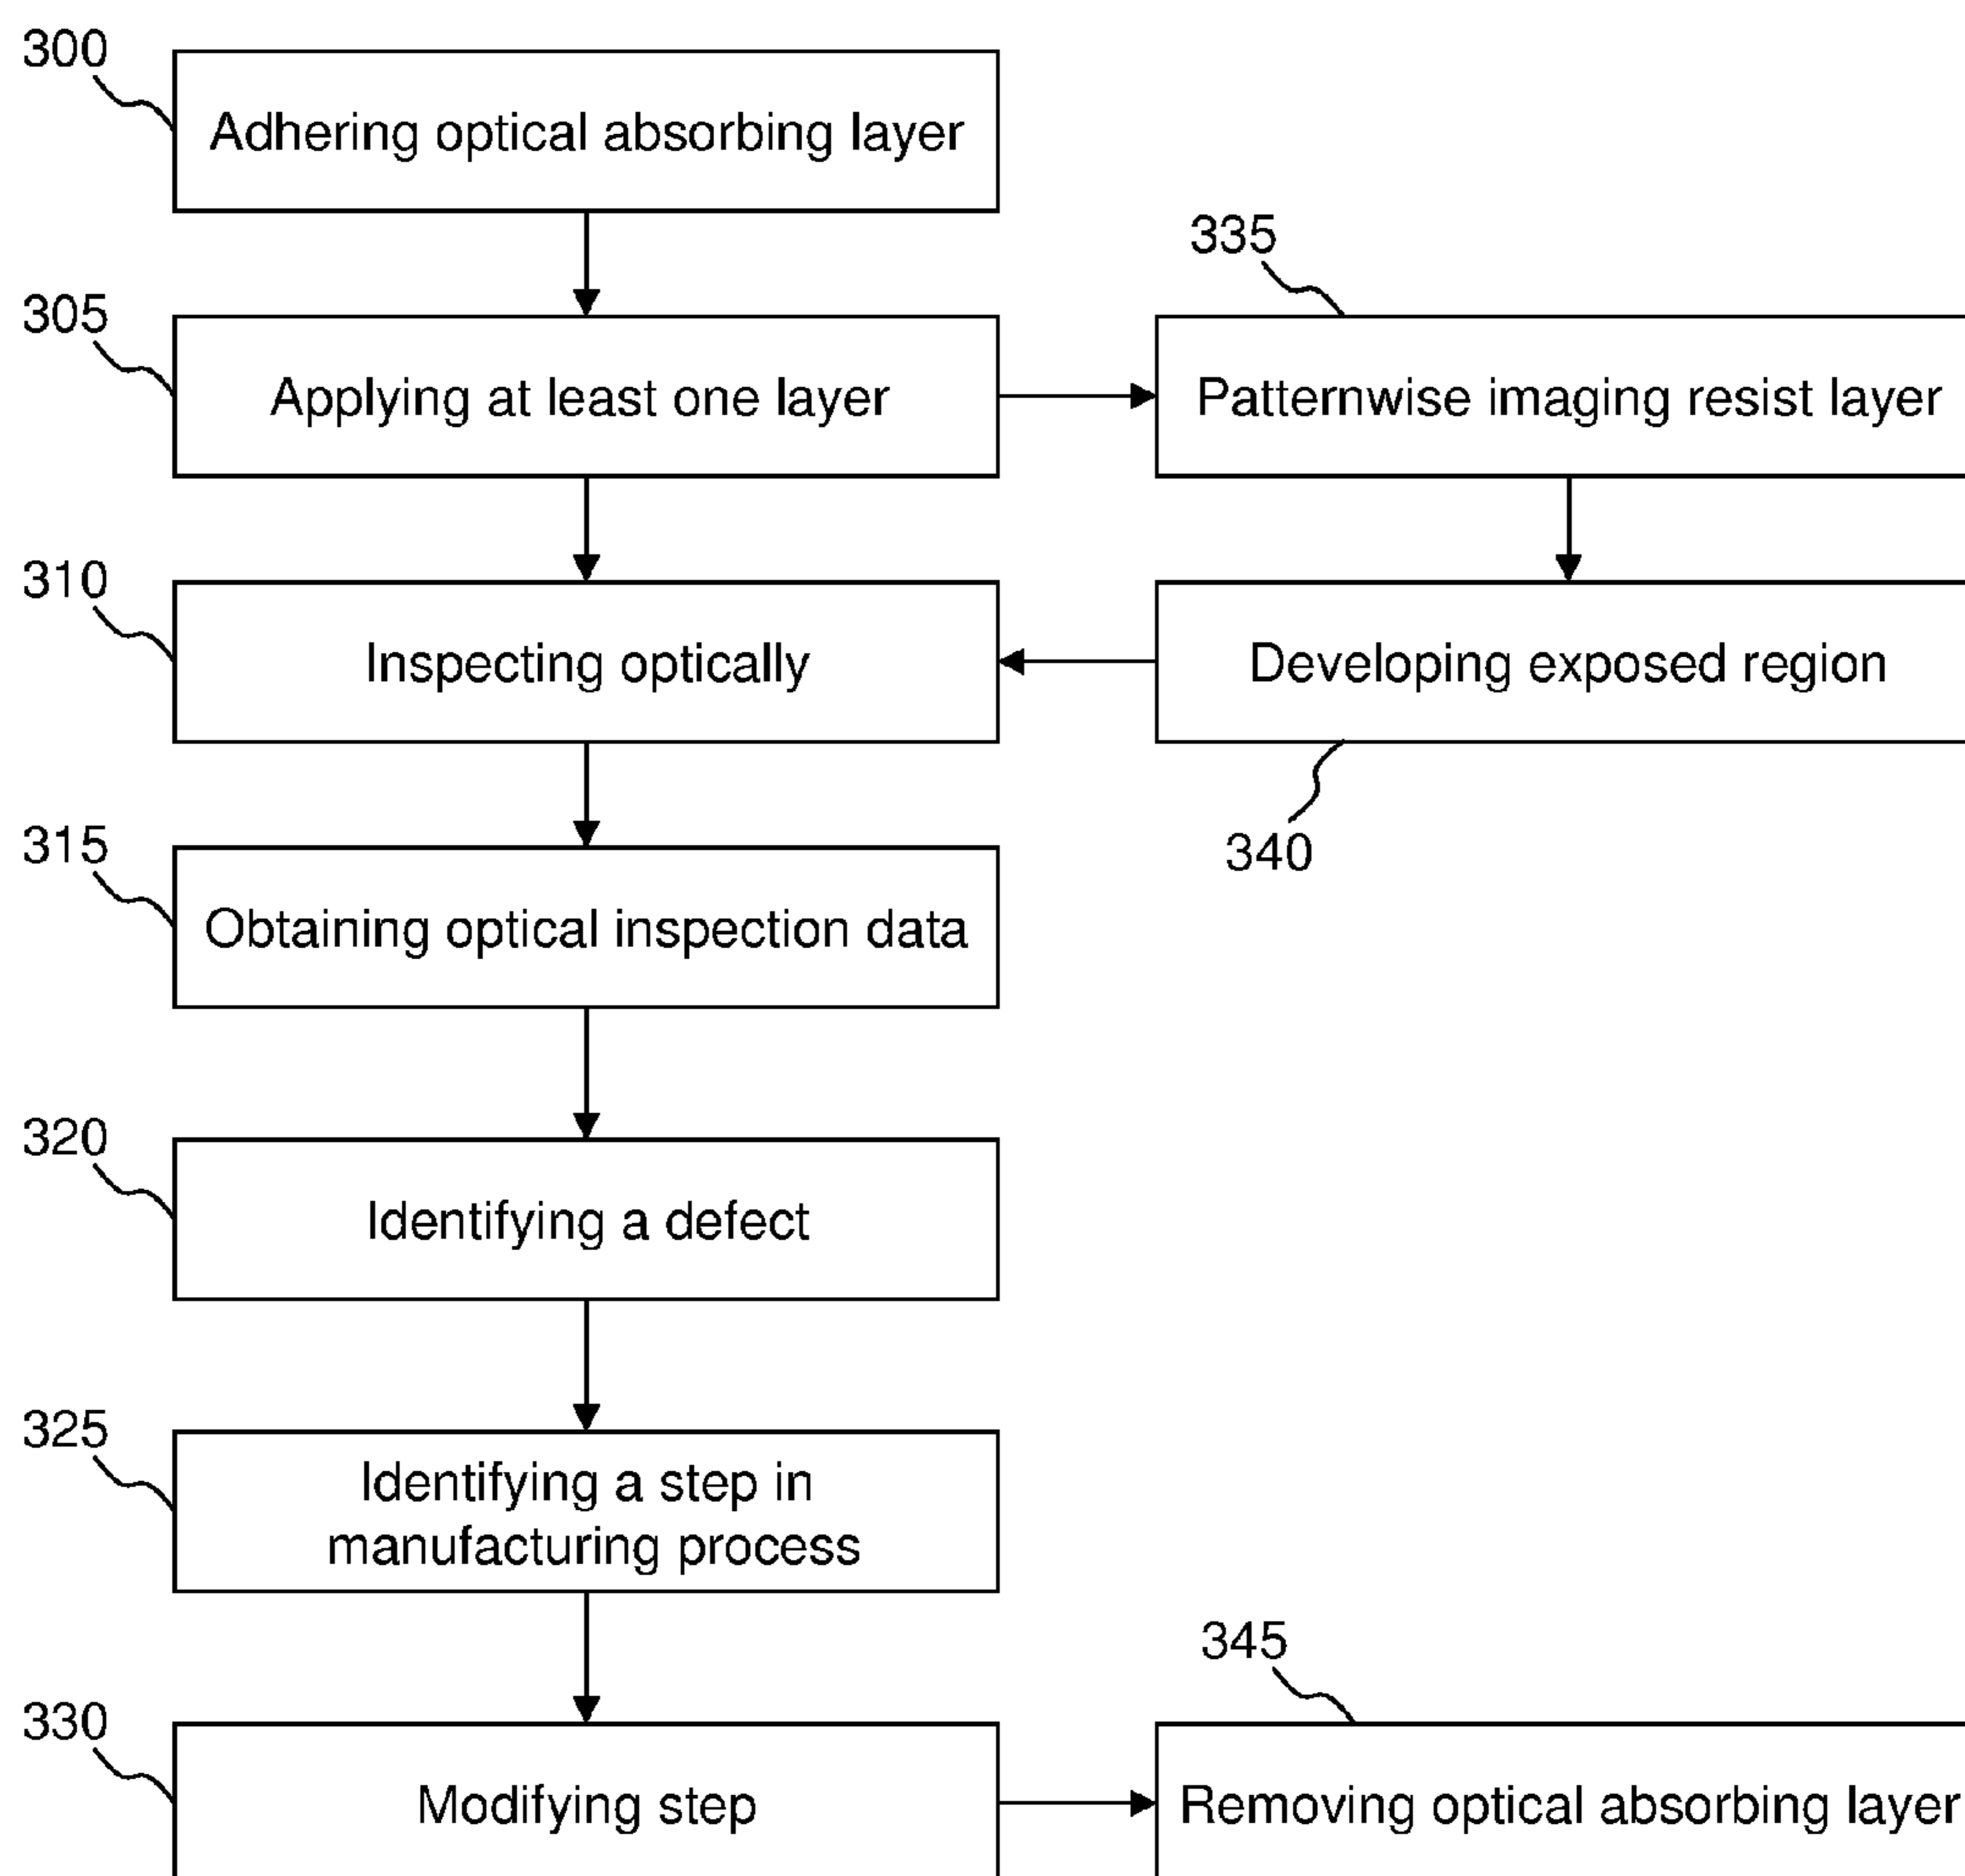 300
Adhering optical absorbing layer
335
305
Applying at least one layer
Patternwise imaging resist layer
310
Inspecting optically
Developing exposed region
315
340
Obtaining optical inspection data
320
Identifying a defect
325
Identifying a step in
manufacturing process
345
330
Modifying step
Removing optical absorbing layer